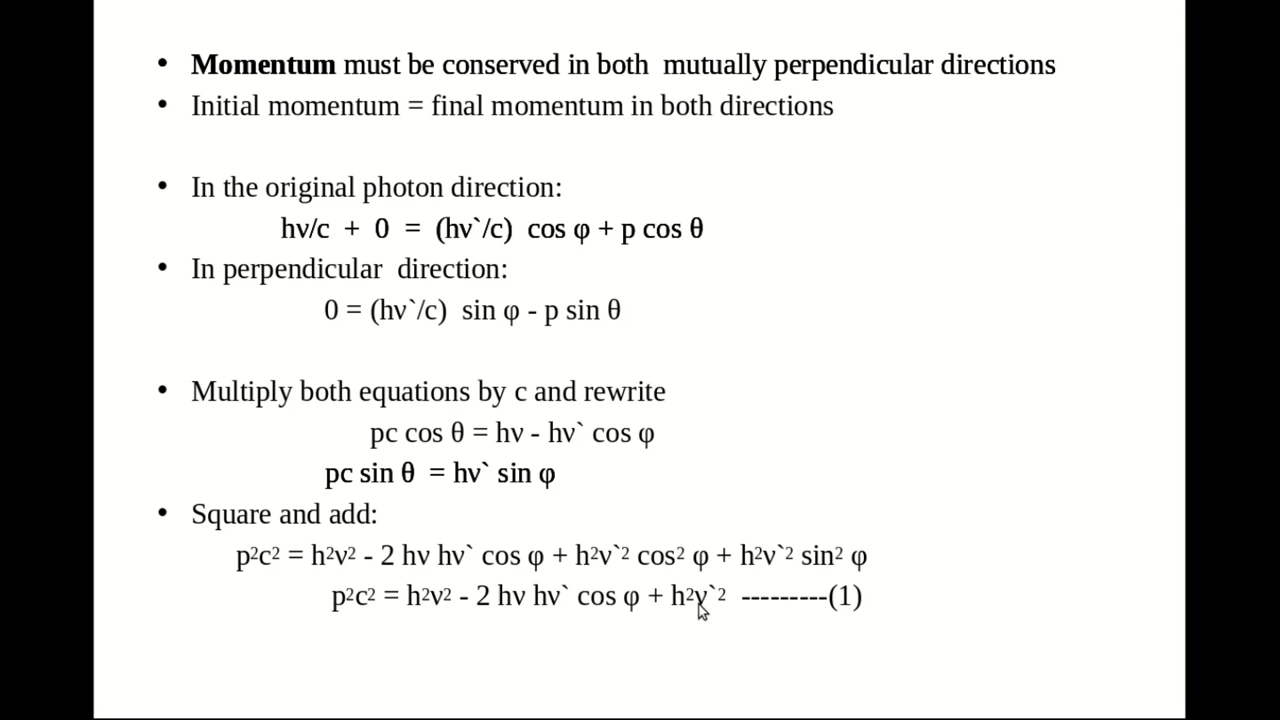 • Momentum must be conserved in both mutually perpendicular directions
• Initial momentum = final momentum in both directions
• In the original photon direction:
hν/c + 0 = (hν`/c) cos φ + p cos θ
• In perpendicular direction:
0 = (hν`/c) sin φ - p sin θ
• Multiply both equations by c and rewrite
pc cos θ = hν - hν` cos φ
pc sin θ = hν` sin φ
• Square and add:
p²c² = h²ν² - 2 hν hν` cos φ + h²ν`² cos² φ + h²ν`² sin² φ
p²c² = h²ν² - 2 hν hν` cos φ + h²ν`² ---------(1)